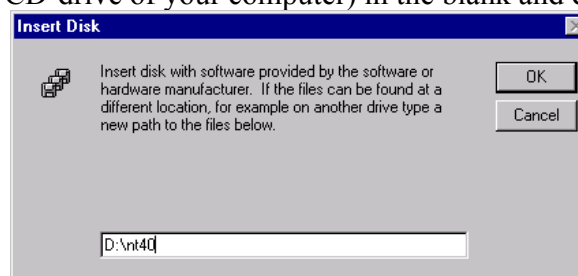 CD drive of your computer) in the blank and
Insert Disk
Insert disk with software provided by the software or
hardware manufacturer. If the files can be found at a
different location, for example on another drive type a
new path to the files below.
OK
Cancel
D:\nt40